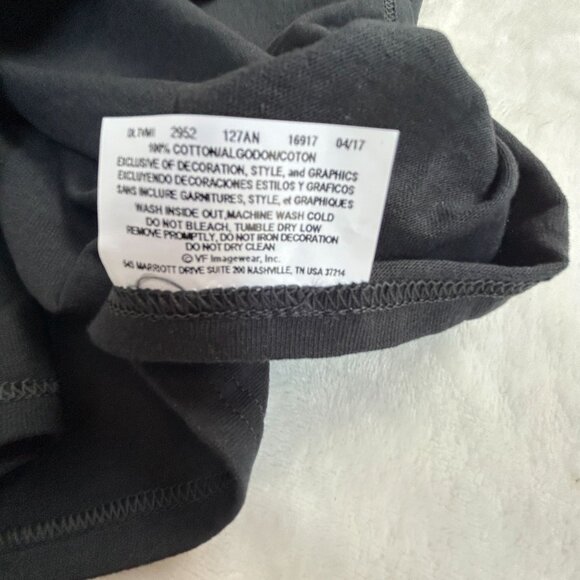 DLTVMI 2952 127AN 16917 04/17
100% COTTON/ALGODON/COTON
EXCLUSIVE OF DECORATION, STYLE, and GRAPHICS
EXCLUYENDO DECORACIONES ESTILOS Y GRAFICOS
SANS INCLURE GARNITURES, STYLE, et GRAPHIQUES
WASH INSIDE OUT, MACHINE WASH COLD
DO NOT BLEACH, TUMBLE DRY LOW
REMOVE PROMPTLY, DO NOT IRON DECORATION
DO NOT DRY CLEAN
© VF Imagewear, Inc.
545 MARRIOTT DRIVE SUITE 200 NASHVILLE, TN USA 37214